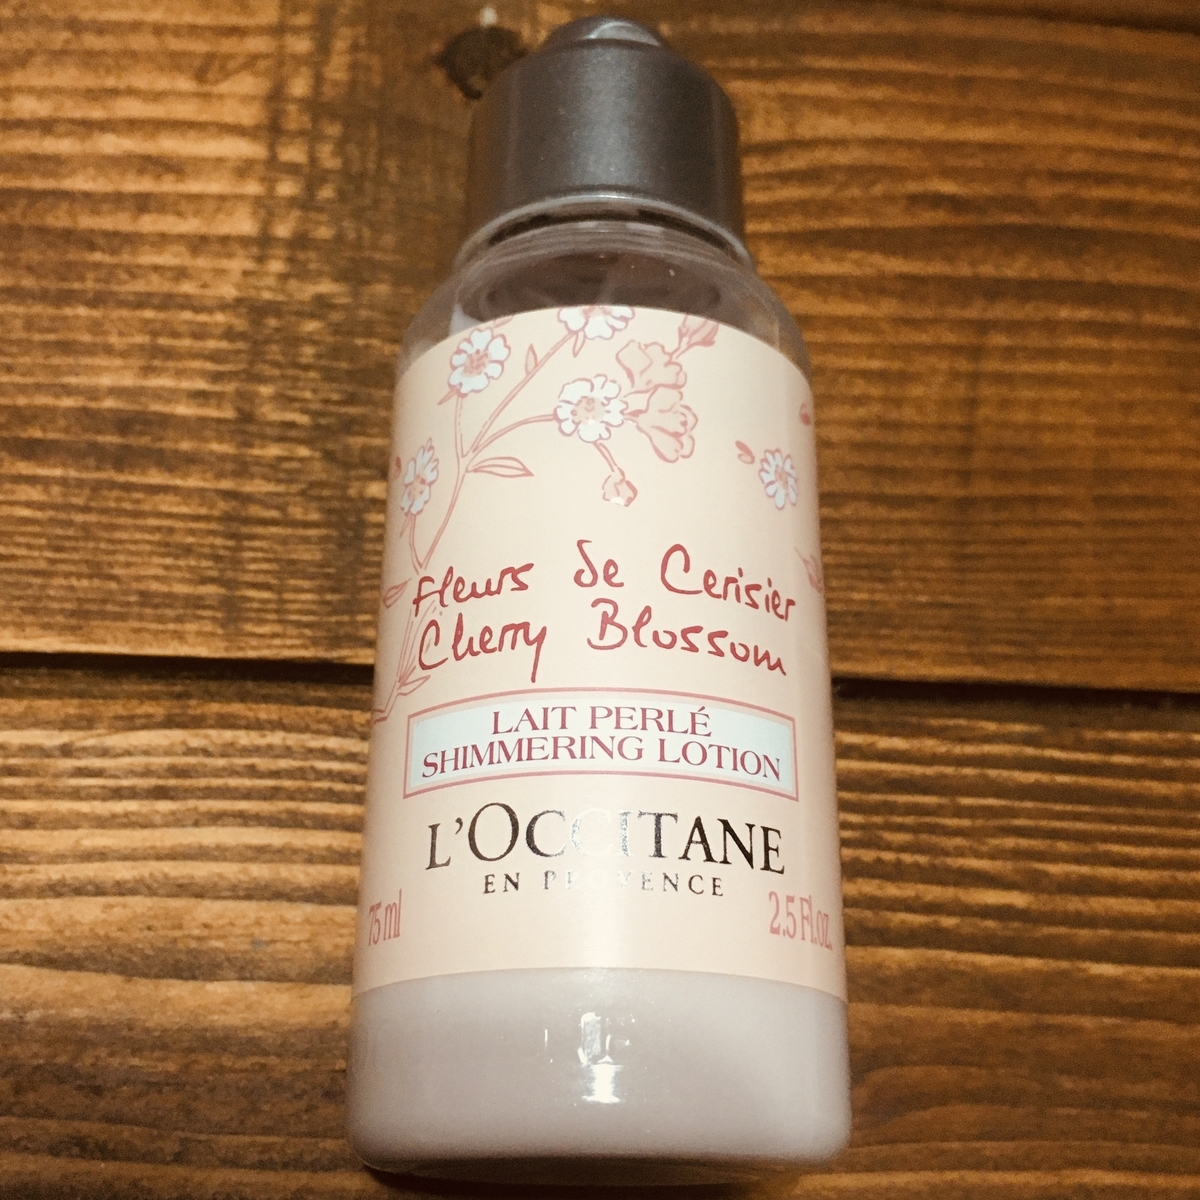 Fleurs de Cerisier
Cherry Blossom
LAIT PERLÉ
SHIMMERING LOTION
L'OCCITANE
EN PROVENCE
75 ml
2.5 Fl.oz.